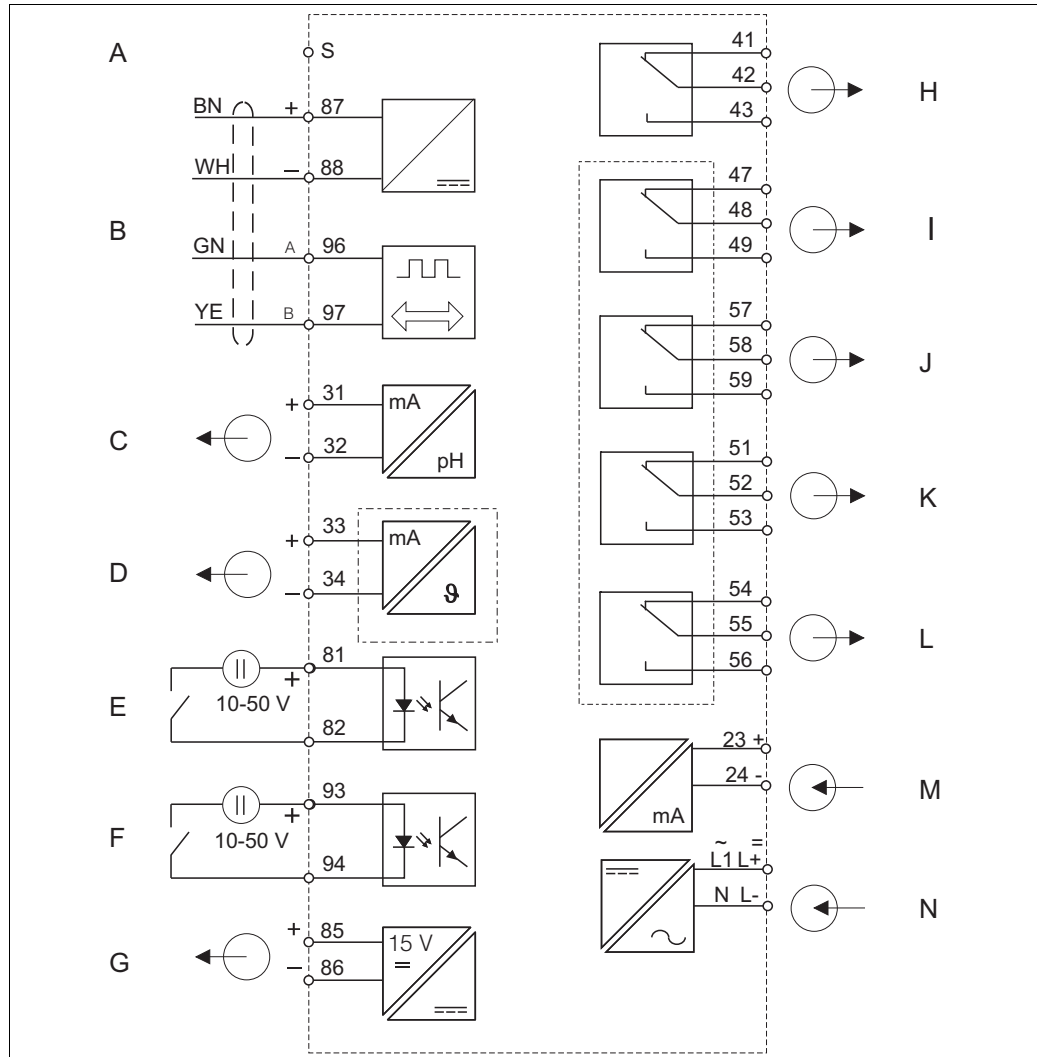 A
S
BN + 87
WH – 88
B
GN A 96
YE B 97
C
+ 31 mA
– 32 pH
D
+ 33 mA
– 34 ϑ
E
81
+
10-50 V
82
F
93
+
10-50 V
94
G
+ 85 15 V
– 86
41
42
43
H
47
48
49
I
57
58
59
J
51
52
53
K
54
55
56
L
23 +
24 -
mA
M
~ =
L1 L+
N L-
N